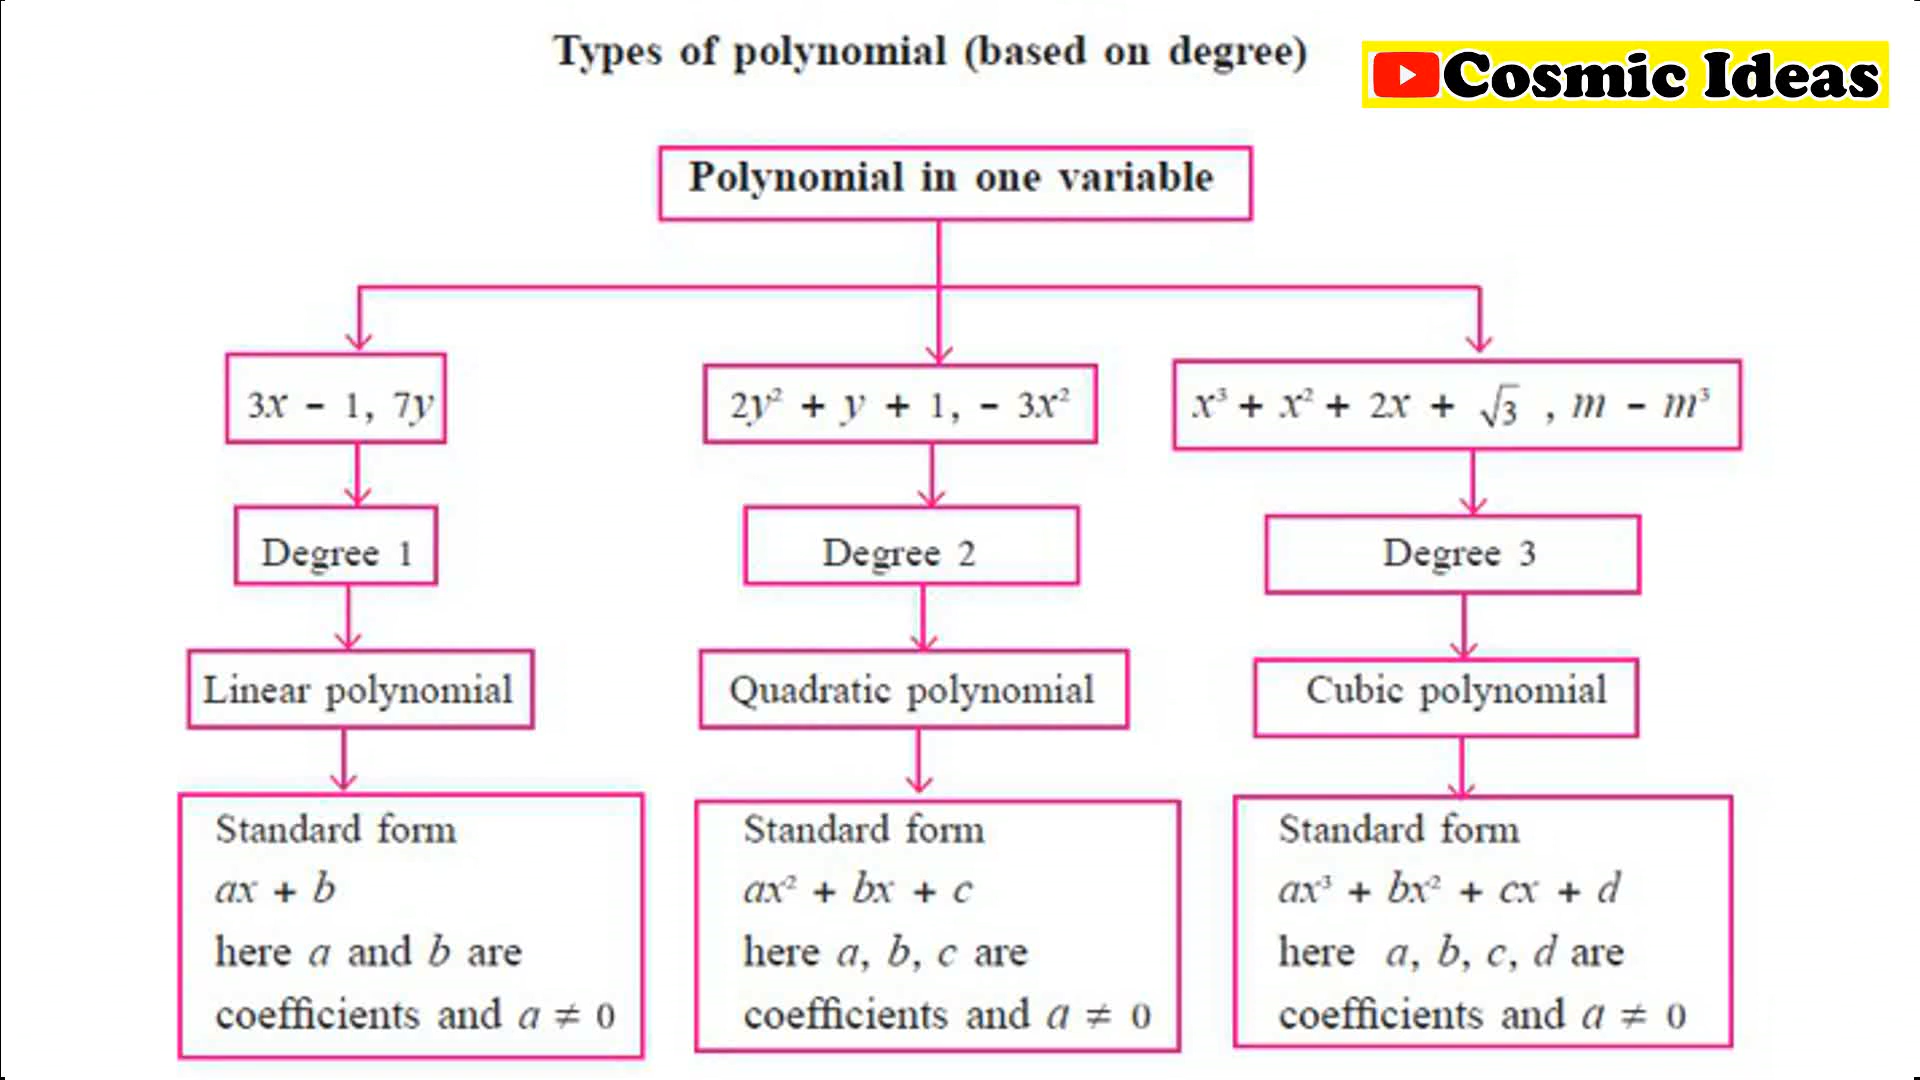 Types of polynomial (based on degree)
Cosmic Ideas
Polynomial in one variable
3x - 1, 7y
2y² + y + 1, - 3x²
x³ + x² + 2x + √3 , m - m³
Degree 1
Degree 2
Degree 3
Linear polynomial
Quadratic polynomial
Cubic polynomial
Standard form
ax + b
here a and b are
coefficients and a ≠ 0
Standard form
ax² + bx + c
here a, b, c are
coefficients and a ≠ 0
Standard form
ax³ + bx² + cx + d
here a, b, c, d are
coefficients and a ≠ 0